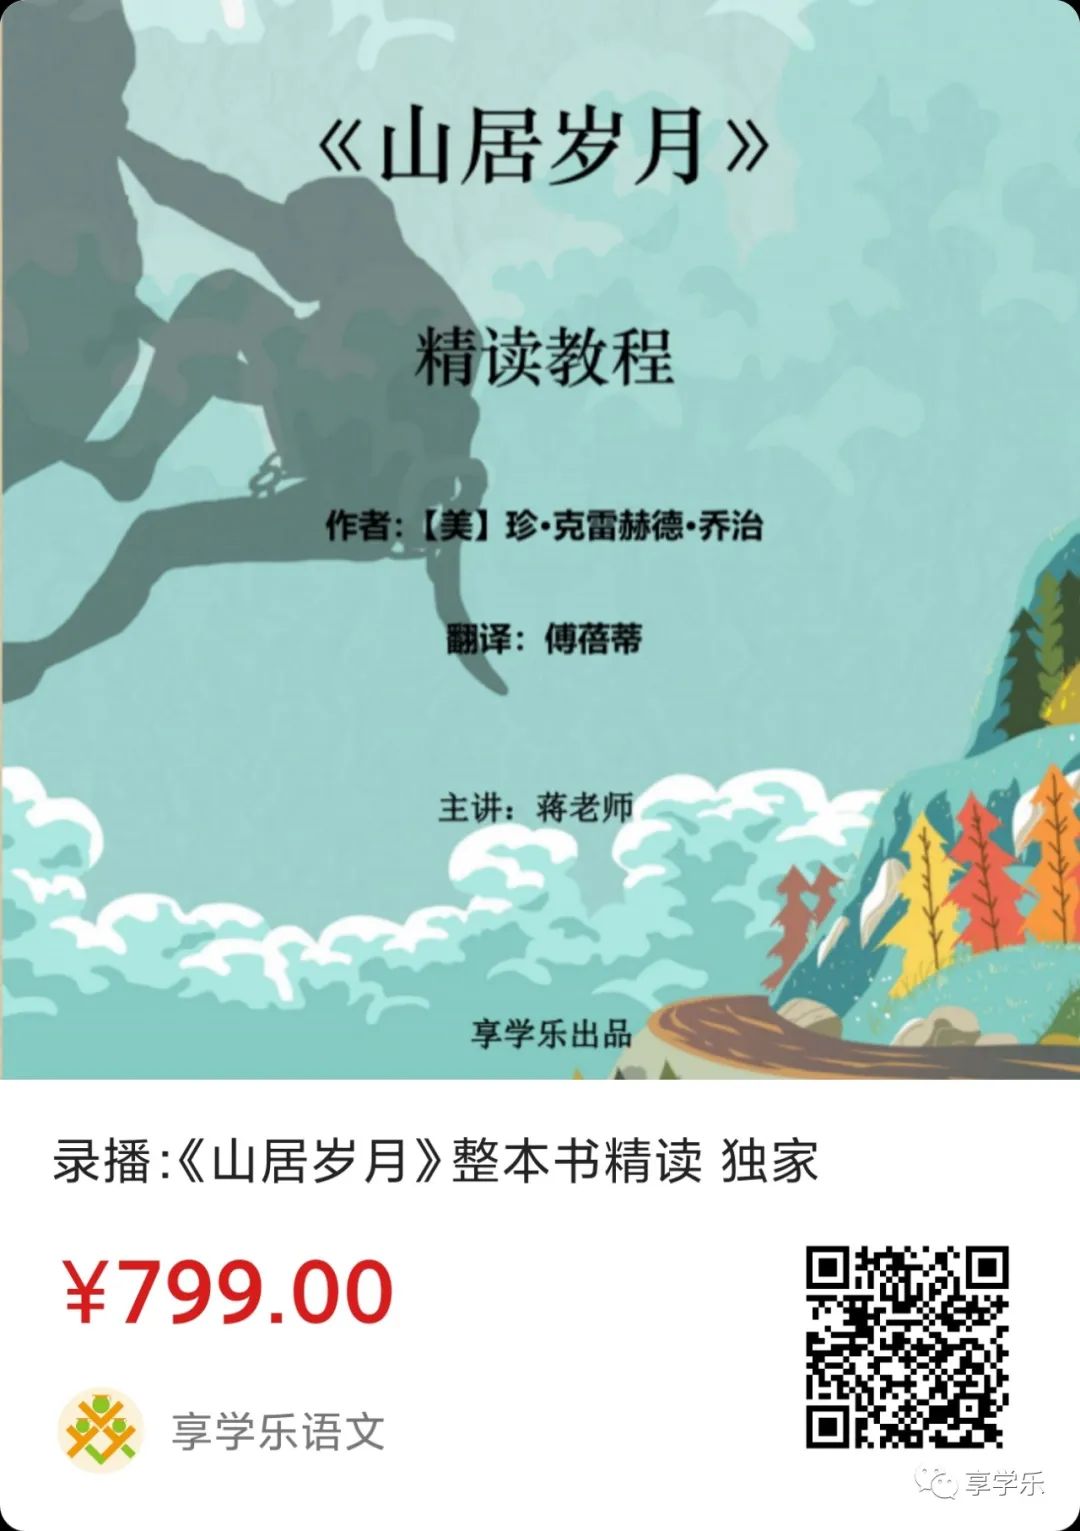 《山居岁月》
精读教程
作者：【美】珍·克雷赫德·乔治
翻译：傅蓓蒂
主讲：蒋老师
享学乐出品
录播:《山居岁月》整本书精读 独家
¥799.00
享学乐语文
享学乐